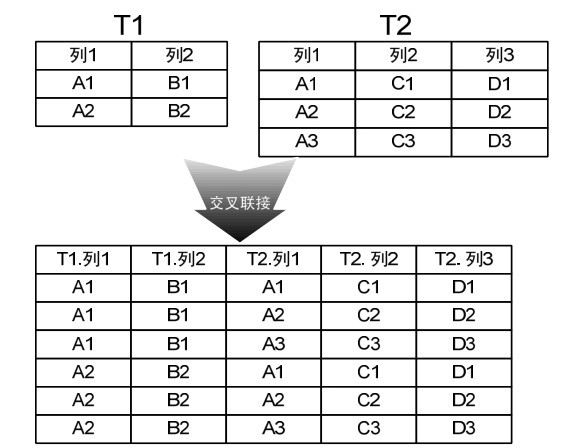 T1 T2
列1 列2 列1 列2 列3
A1 B1 A1 C1 D1
A2 B2 A2 C2 D2
A3 C3 D3
交叉联接
T1.列1 T1.列2 T2.列1 T2. 列2 T2. 列3
A1 B1 A1 C1 D1
A1 B1 A2 C2 D2
A1 B1 A3 C3 D3
A2 B2 A1 C1 D1
A2 B2 A2 C2 D2
A2 B2 A3 C3 D3